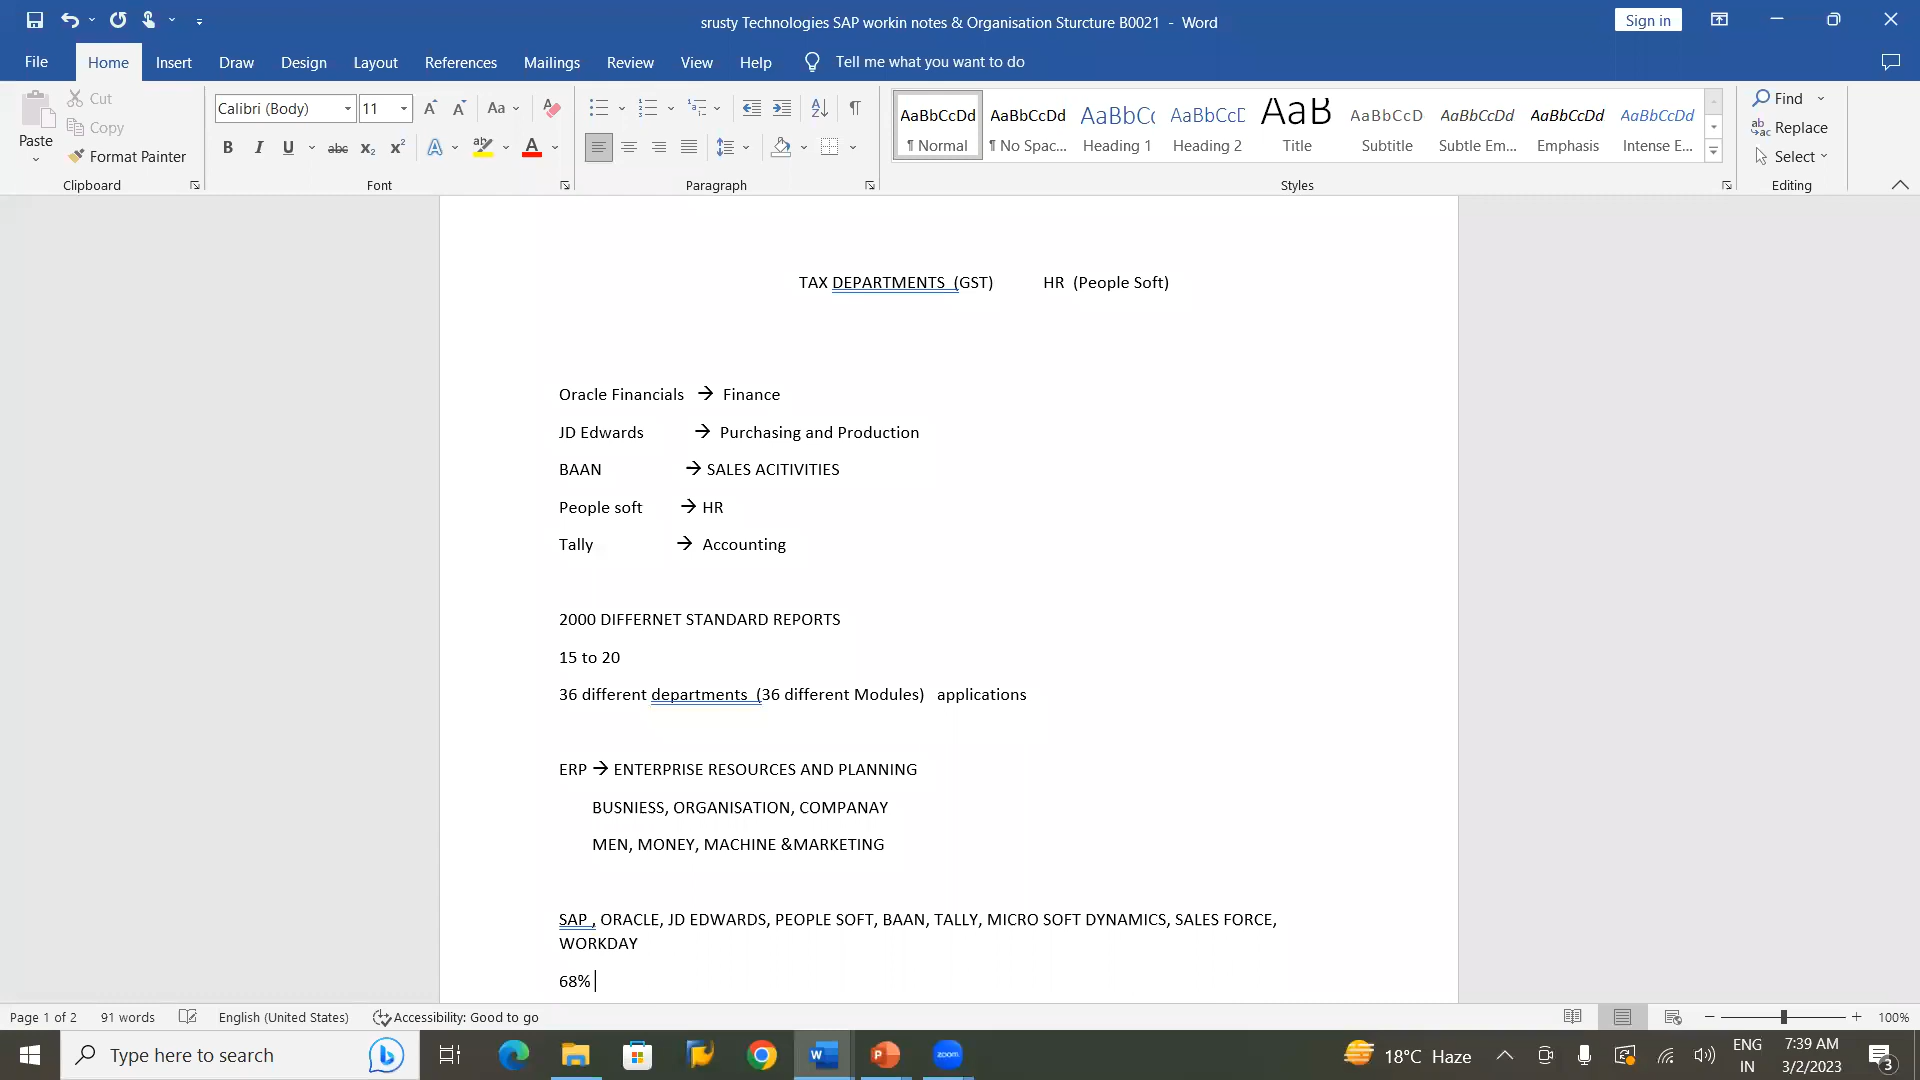 srusty Technologies SAP workin notes & Organisation Sturcture B0021 - Word
Sign in
File Home Insert Draw Design Layout References Mailings Review View Help Tell me what you want to do
Paste
Cut
Copy
Format Painter
Clipboard
Calibri (Body) 11
Font
Paragraph
AaBbCcDd AaBbCcDd AaBbCc AaBbCcD AaB AaBbCcD AaBbCcDd AaBbCcDd AaBbCcDd
¶ Normal ¶ No Spac... Heading 1 Heading 2 Title Subtitle Subtle Em... Emphasis Intense E...
Styles
Find
Replace
Select
Editing
TAX DEPARTMENTS (GST) HR (People Soft)
Oracle Financials → Finance
JD Edwards → Purchasing and Production
BAAN → SALES ACITIVITIES
People soft → HR
Tally → Accounting
2000 DIFFERNET STANDARD REPORTS
15 to 20
36 different departments (36 different Modules) applications
ERP → ENTERPRISE RESOURCES AND PLANNING
BUSNIESS, ORGANISATION, COMPANAY
MEN, MONEY, MACHINE &MARKETING
SAP , ORACLE, JD EDWARDS, PEOPLE SOFT, BAAN, TALLY, MICRO SOFT DYNAMICS, SALES FORCE,
WORKDAY
68%
Page 1 of 2 91 words English (United States) Accessibility: Good to go 100%
Type here to search
zoom
18°C Haze
ENG
IN
7:39 AM
3/2/2023
3